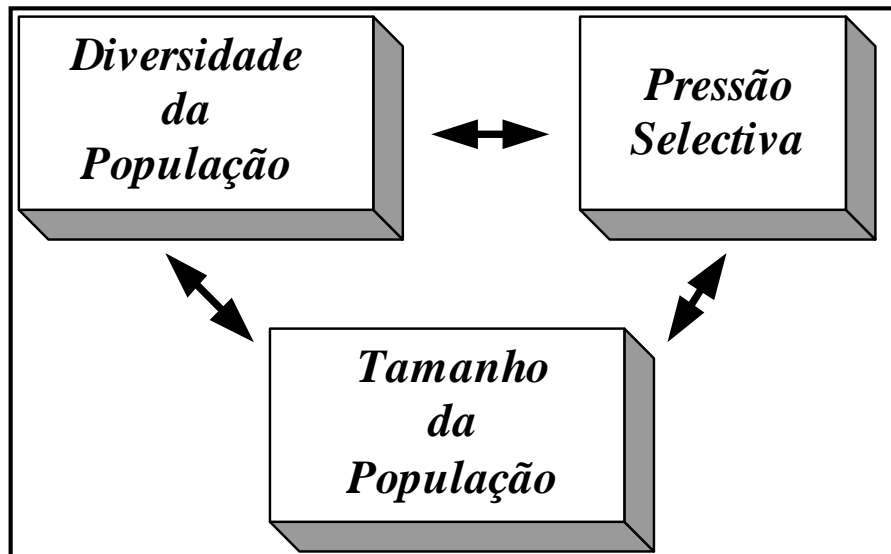 Diversidade
da
População
Pressão
Selectiva
Tamanho
da
População